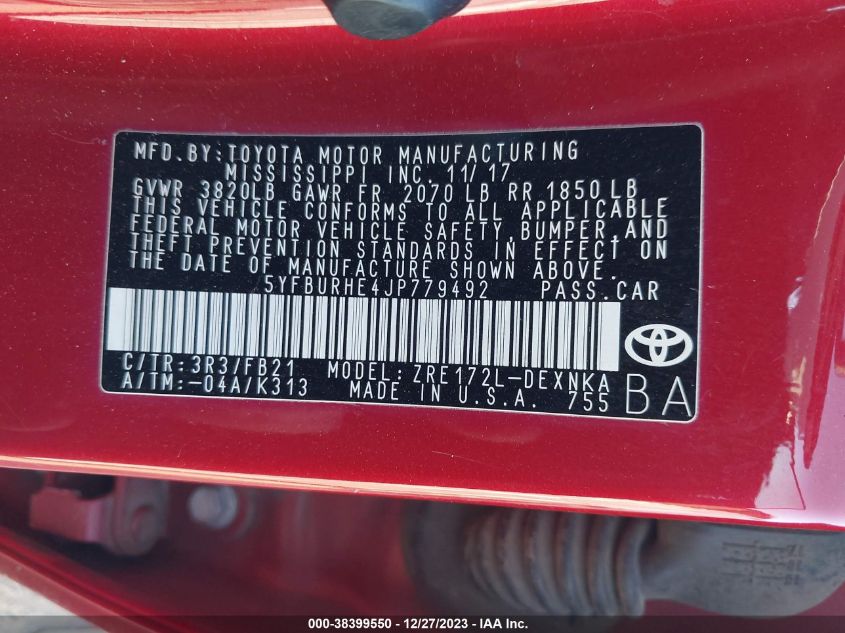 MFD.BY:TOYOTA MOTOR MANUFACTURING
MISSISSIPPI INC. 11/17
GVWR 3820LB GAWR FR 2070 LB RR 1850 LB
THIS VEHICLE CONFORMS TO ALL APPLICABLE
FEDERAL MOTOR VEHICLE SAFETY, BUMPER, AND
THEFT PREVENTION STANDARDS IN EFFECT ON
THE DATE OF MANUFACTURE SHOWN ABOVE.
5YFBURHE4JP779492 PASS.CAR
C/TR:3R3/FB21 MODEL:ZRE172L-DEXNKA
A/TM:-04A/K313 MADE IN U.S.A. 755 BA
000-38399550 - 12/27/2023 - IAA Inc.